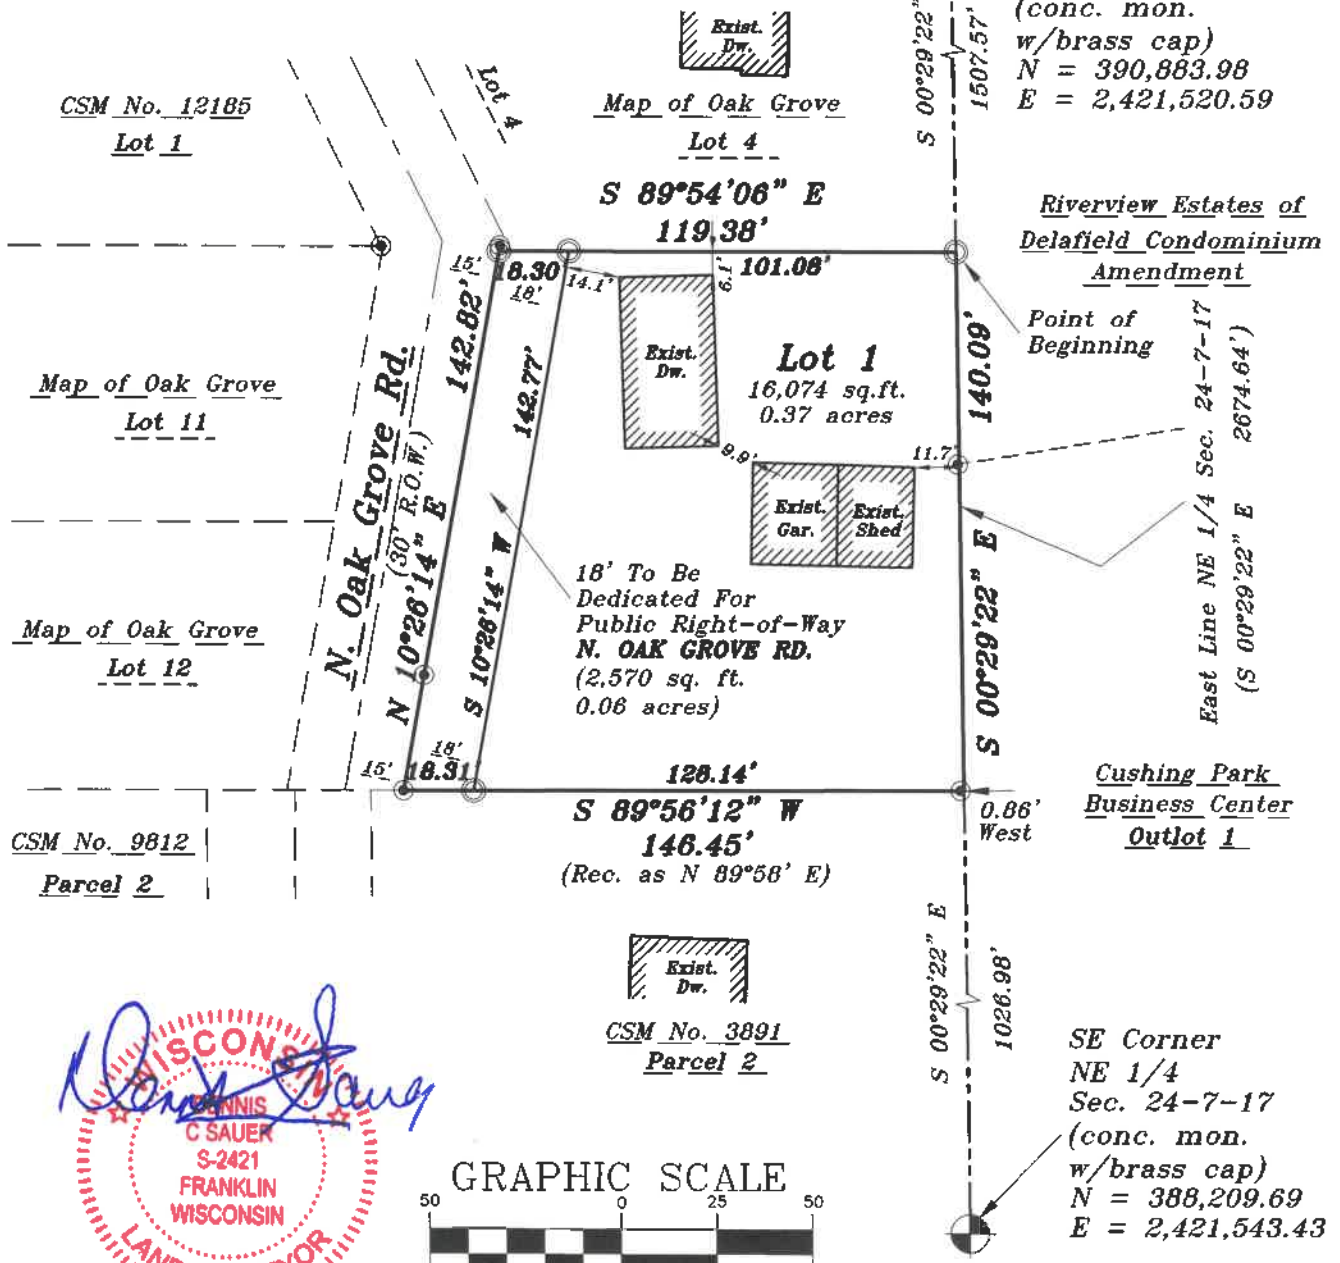 Exist.
Dw.
S 00°29'22"
1507.57'
(conc. mon.
w/brass cap)
N = 390,883.98
E = 2,421,520.59
CSM No. 12185
Lot 1
Lot 4
Map of Oak Grove
Lot 4
S 89°54'06" E
119.38'
Riverview Estates of
Delafield Condominium
Amendment
15'
18.30'
18'
14.1'
6.1'
101.08'
Point of
Beginning
142.82'
142.77'
Exist.
Dw.
Lot 1
16,074 sq.ft.
0.37 acres
140.09'
East Line NE 1/4 Sec. 24-7-17
(S 00°29'22" E 2674.64')
Map of Oak Grove
Lot 11
N. Oak Grove Rd.
(30' R.O.W.)
N 10°26'14" E
S 10°26'14" W
9.9'
11.7'
Exist.
Gar.
Exist.
Shed
S 00°29'22" E
18' To Be
Dedicated For
Public Right-of-Way
N. OAK GROVE RD.
(2,570 sq. ft.
0.06 acres)
Map of Oak Grove
Lot 12
15'
18'
18.31'
128.14'
S 89°56'12" W
146.45'
(Rec. as N 89°58' E)
0.86'
West
Cushing Park
Business Center
Outlot 1
CSM No. 9812
Parcel 2
Exist.
Dw.
CSM No. 3891
Parcel 2
S 00°29'22" E
1026.98'
SE Corner
NE 1/4
Sec. 24-7-17
(conc. mon.
w/brass cap)
N = 388,209.69
E = 2,421,543.43
WISCONSIN
DENNIS
C SAUER
S-2421
FRANKLIN
WISCONSIN
GRAPHIC SCALE
50 0 25 50